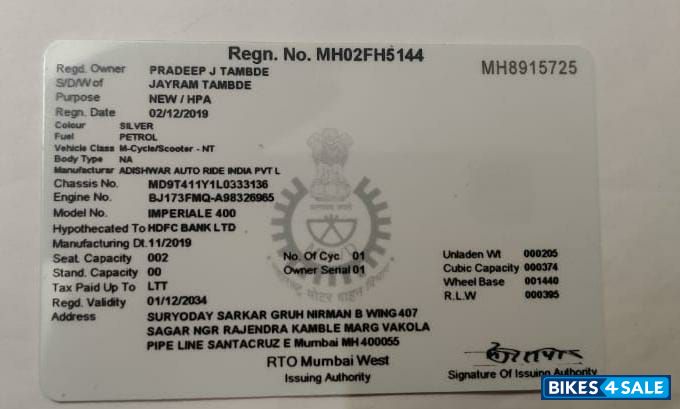 Regn. No. MH02FH5144
MH8915725
Regd. Owner PRADEEP J TAMBDE
S/D/W of JAYRAM TAMBDE
Purpose NEW / HPA
Regn. Date 02/12/2019
Colour SILVER
Fuel PETROL
Vehicle Class M-Cycle/Scooter - NT
Body Type NA
Manufacturar ADISHWAR AUTO RIDE INDIA PVT L
Chassis No. MD9T411Y1L0333136
Engine No. BJ173FMQ-A98326965
Model No. IMPERIALE 400
Hypothecated To HDFC BANK LTD
Manufacturing Dt. 11/2019
Seat Capacity 002 No. Of Cyc 01 Unladen Wt 000205
Stand. Capacity 00 Owner Serial 01 Cubic Capacity 000374
Tax Paid Up To LTT Wheel Base 001440
Regd. Validity 01/12/2034 R.L.W 000395
Address SURYODAY SARKAR GRUH NIRMAN B WING 407
SAGAR NGR RAJENDRA KAMBLE MARG VAKOLA
PIPE LINE SANTACRUZ E Mumbai MH 400055
RTO Mumbai West
Issuing Authority
Signature Of Issuing Authority
BIKES4SALE